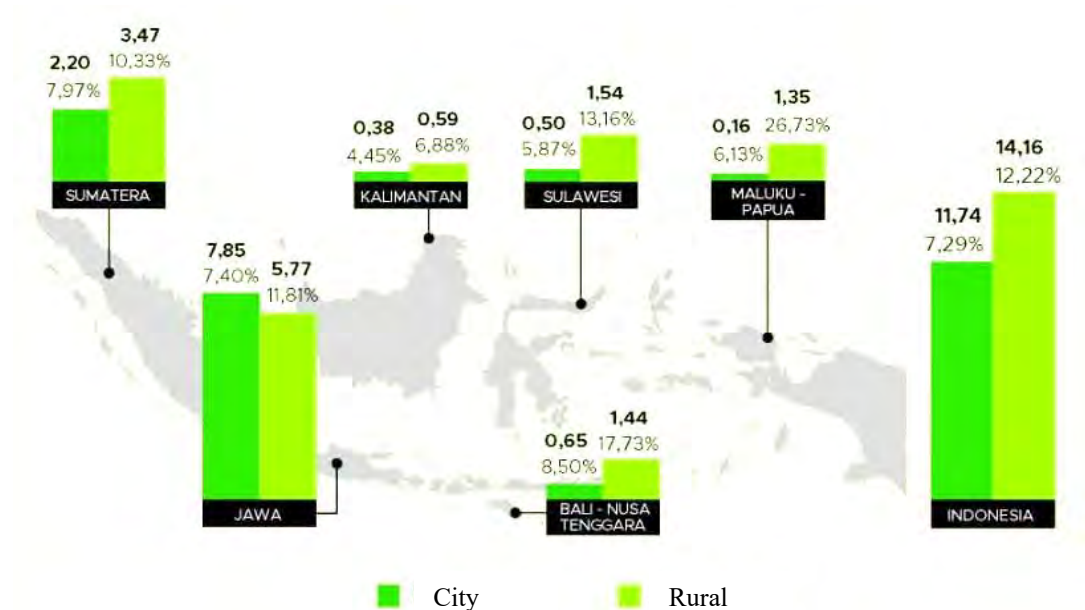 3,47
10,33%
2,20
7,97%
SUMATERA
0,38
4,45%
0,59
6,88%
KALIMANTAN
0,50
5,87%
1,54
13,16%
SULAWESI
0,16
6,13%
1,35
26,73%
MALUKU -
PAPUA
14,16
12,22%
11,74
7,29%
INDONESIA
7,85
7,40%
5,77
11,81%
JAWA
0,65
8,50%
1,44
17,73%
BALI - NUSA
TENGGARA
City
Rural